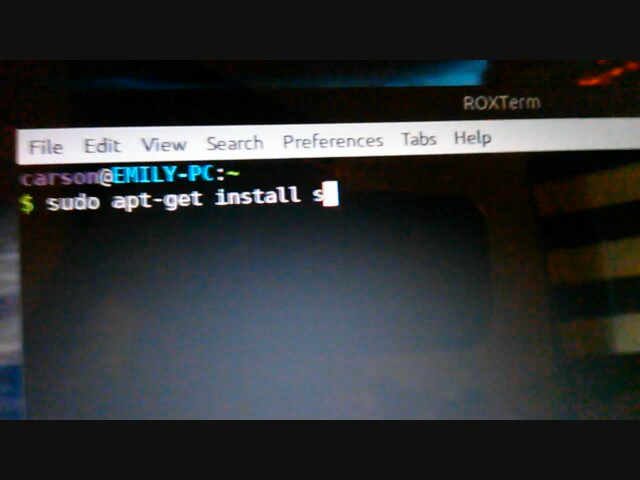 ROXTerm
File Edit View Search Preferences Tabs Help
carson@EMILY-PC:~
$ sudo apt-get install s